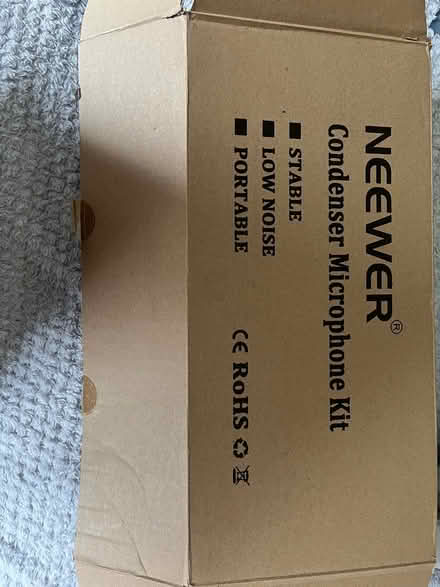 NEEWER®
Condenser Microphone Kit
■ STABLE
■ LOW NOISE
■ PORTABLE
CE RoHS